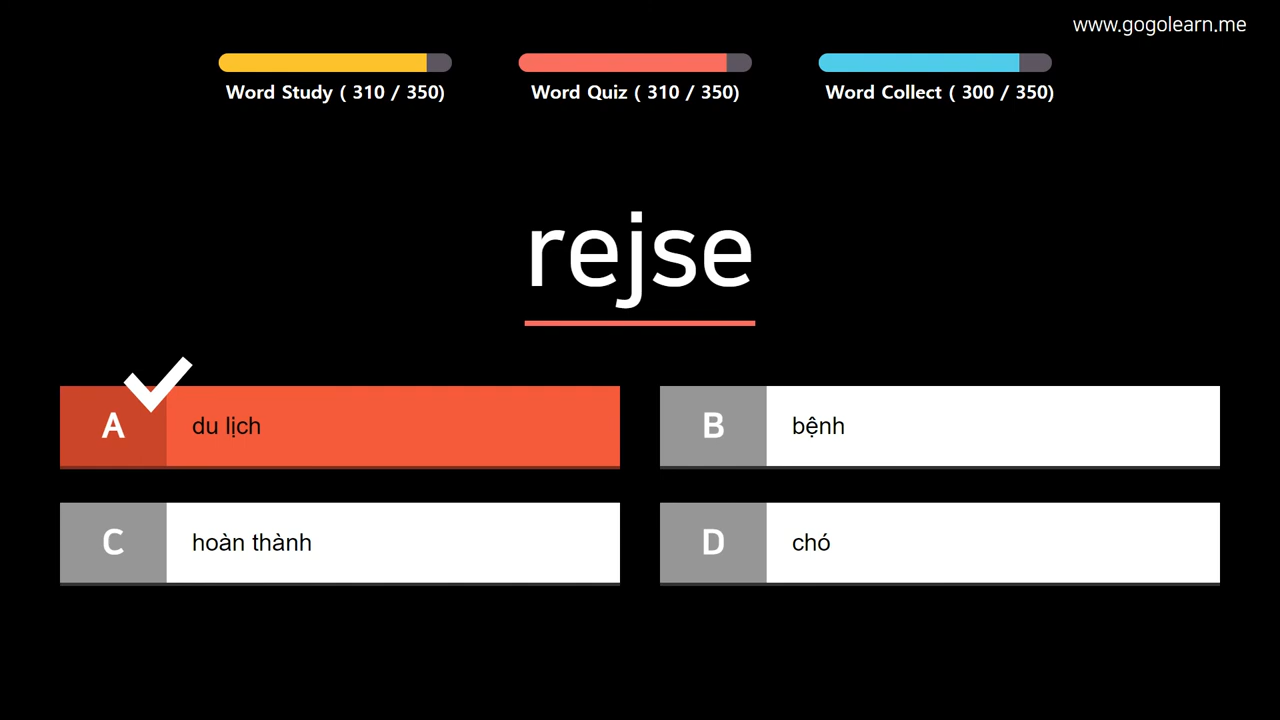 www.gogolearn.me
Word Study ( 310 / 350)
Word Quiz ( 310 / 350)
Word Collect ( 300 / 350)
rejse
A
du lịch
B
bệnh
C
hoàn thành
D
chó